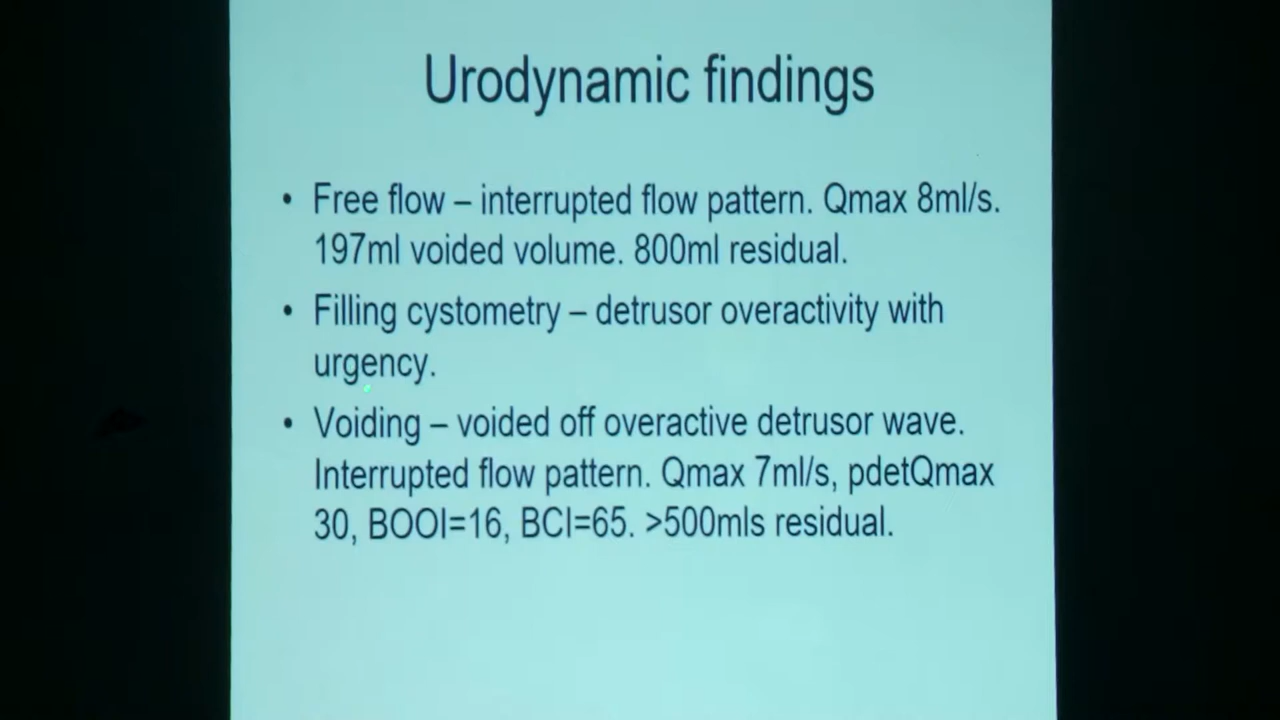 Urodynamic findings
• Free flow – interrupted flow pattern. Qmax 8ml/s.
197ml voided volume. 800ml residual.
• Filling cystometry – detrusor overactivity with
urgency.
• Voiding – voided off overactive detrusor wave.
Interrupted flow pattern. Qmax 7ml/s, pdetQmax
30, BOOI=16, BCI=65. >500mls residual.